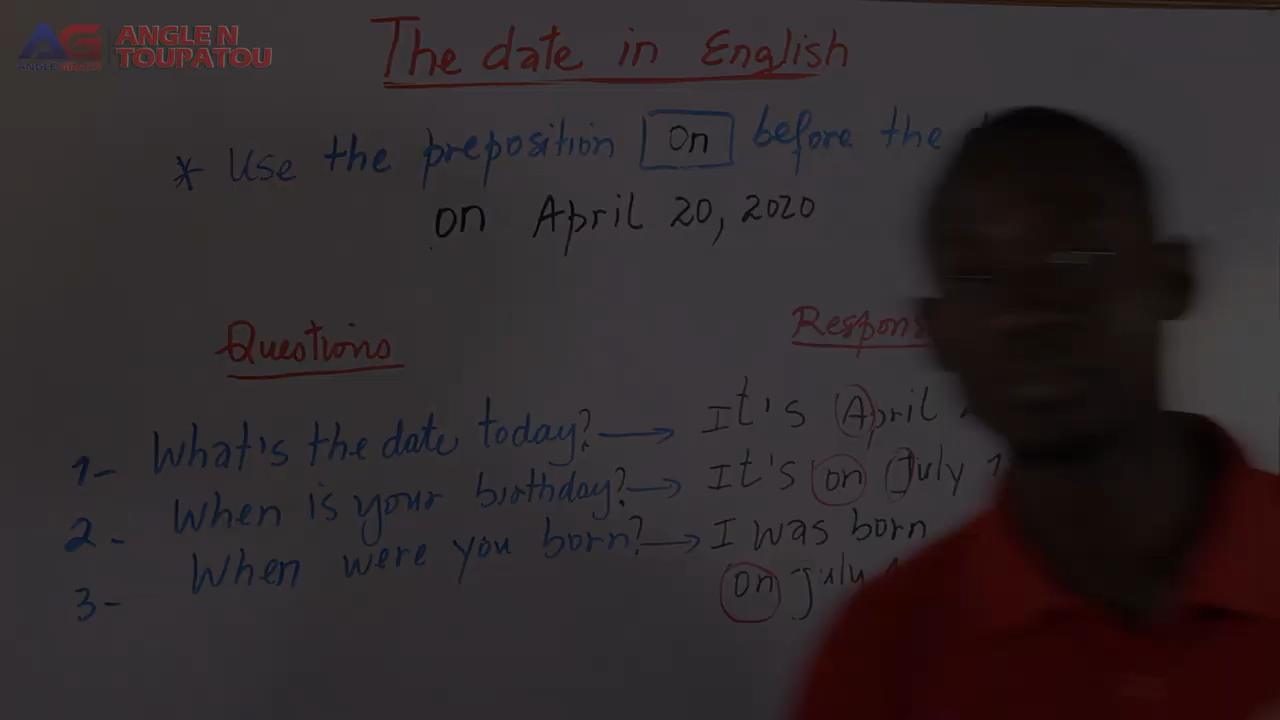 AG
ANGLE N
TOUPATOU
The date in English
* Use the preposition On before the
on April 20, 2020
Questions
1- What's the date today? → It's April
2- When is your birthday? → It's on July
3- When were you born? → I was born
on july